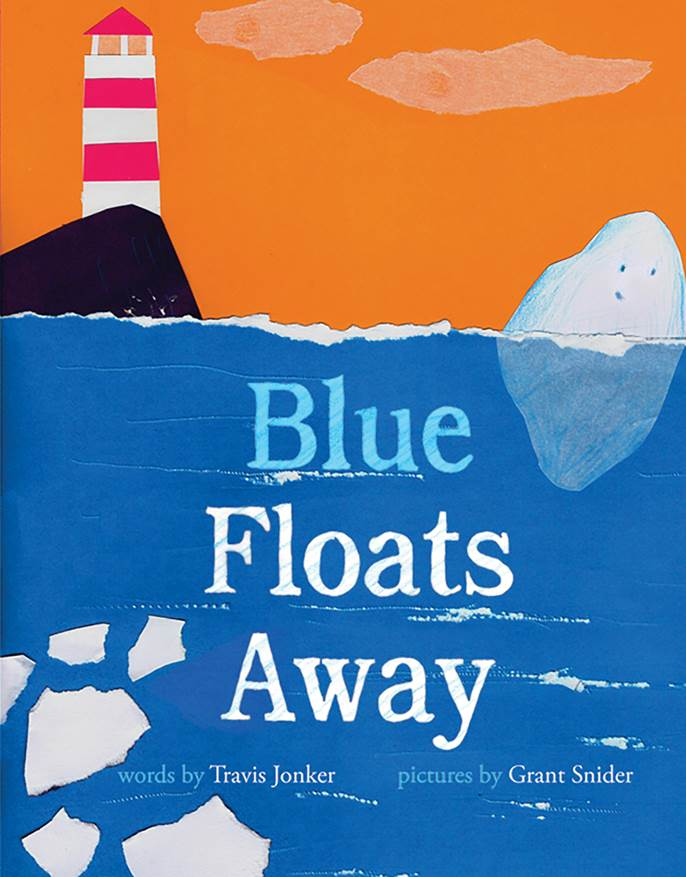 Blue
Floats
Away
words by Travis Jonker
pictures by Grant Snider